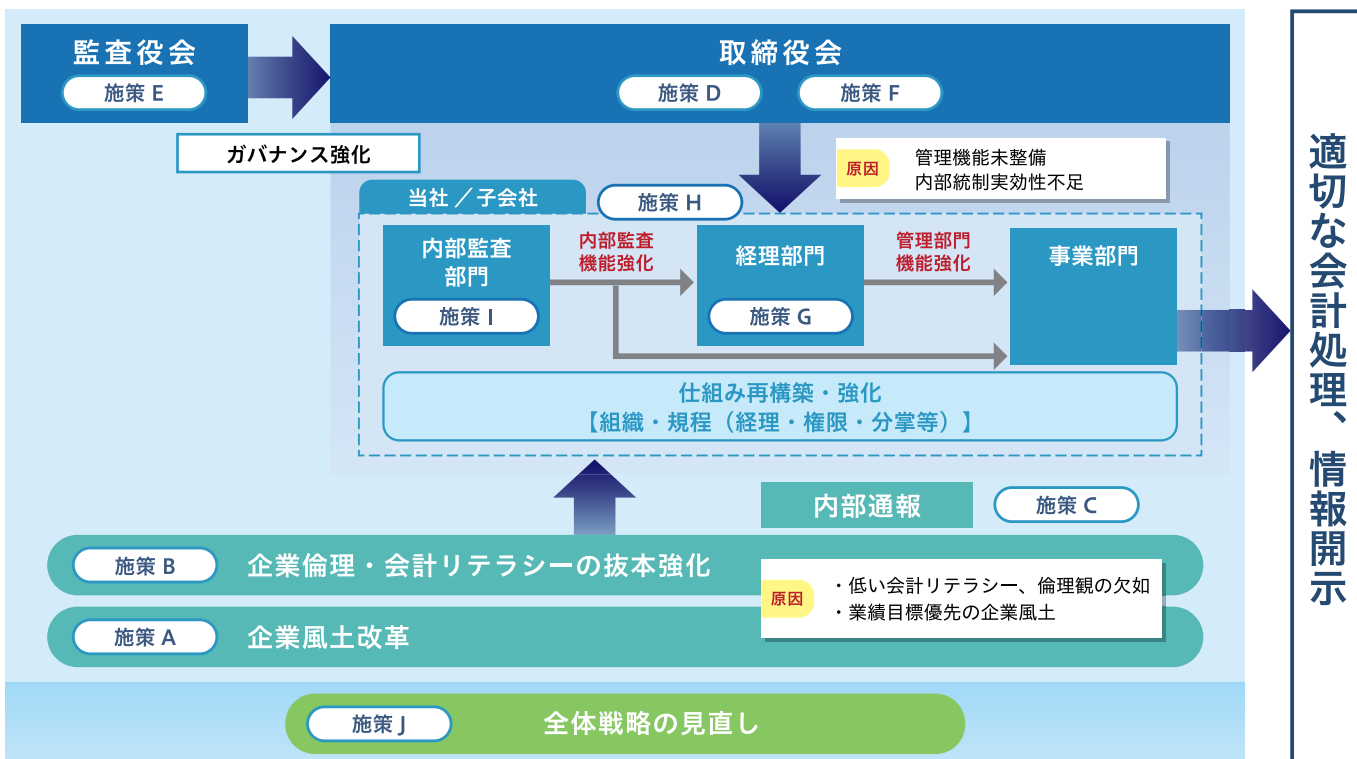 監査役会
施策 E
取締役会
施策 D
施策 F
ガバナンス強化
原因
管理機能未整備
内部統制実効性不足
当社 ／子会社
施策 H
内部監査
部門
施策 I
内部監査
機能強化
経理部門
施策 G
管理部門
機能強化
事業部門
仕組み再構築・強化
【組織・規程（経理・権限・分掌等）】
内部通報
施策 C
施策 B
企業倫理・会計リテラシーの抜本強化
原因
・低い会計リテラシー、倫理観の欠如
・業績目標優先の企業風土
施策 A
企業風土改革
施策 J
全体戦略の見直し
適切な会計処理、情報開示